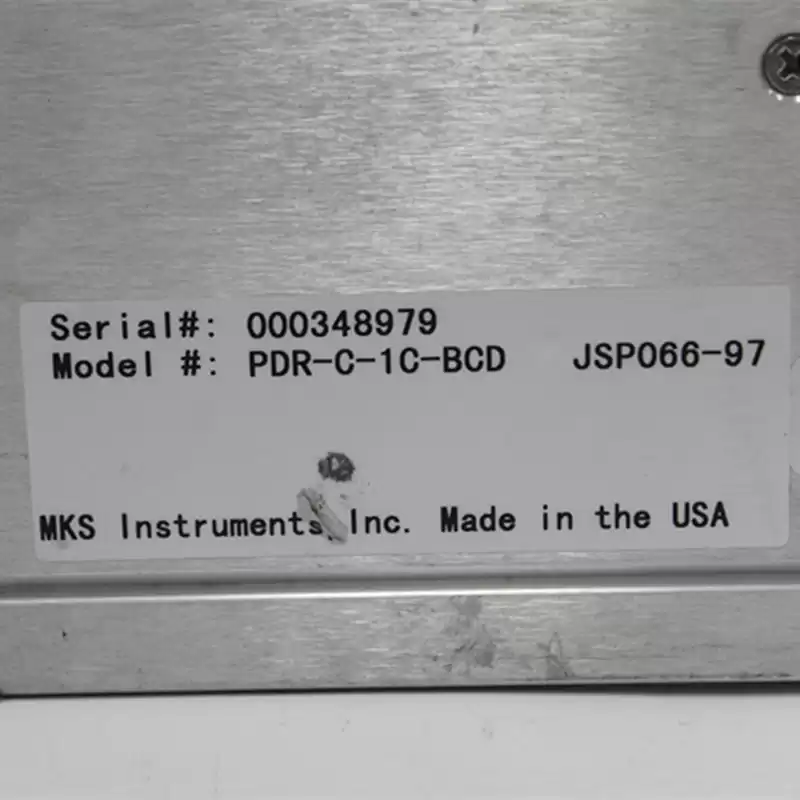 Serial#: 000348979
Model #: PDR-C-1C-BCD JSP066-97
MKS Instruments, Inc. Made in the USA